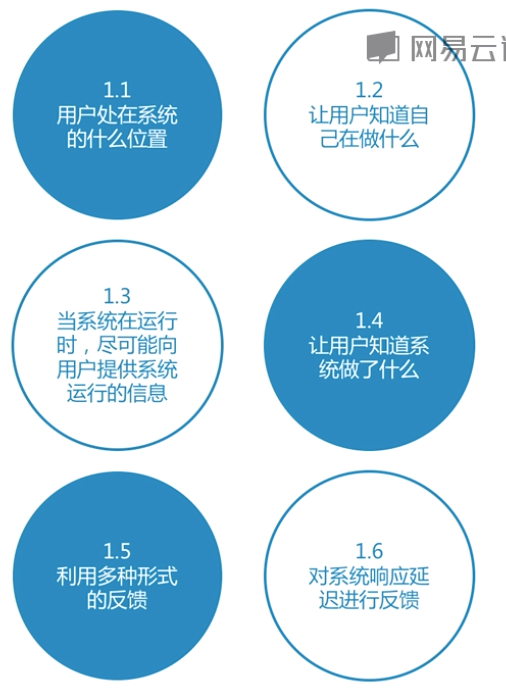 网易云
1.1
用户处在系统
的什么位置
1.2
让用户知道自
己在做什么
1.3
当系统在运行
时，尽可能向
用户提供系统
运行的信息
1.4
让用户知道系
统做了什么
1.5
利用多种形式
的反馈
1.6
对系统响应延
迟进行反馈